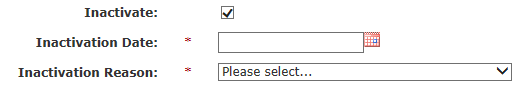 Inactivate:
Inactivation Date: *
Inactivation Reason: * Please select...